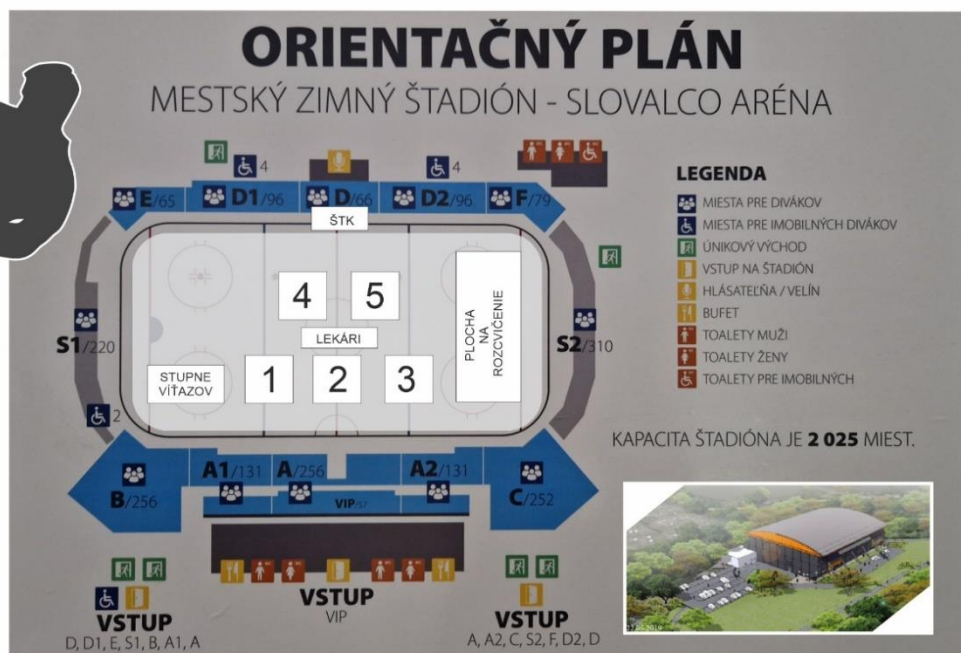 ORIENTAČNÝ PLÁN
MESTSKÝ ZIMNÝ ŠTADIÓN - SLOVALCO ARÉNA
4
4
E/65
D1/96
D/66
D2/96
F/79
ŠTK
S1/220
S2/310
2
4
5
LEKÁRI
1
2
3
STUPNE
VÍŤAZOV
PLOCHA
NA
ROZCVIČENIE
B/256
A1/131
A/256
A2/131
C/252
VIP/57
LEGENDA
MIESTA PRE DIVÁKOV
MIESTA PRE IMOBILNÝCH DIVÁKOV
ÚNIKOVÝ VÝCHOD
VSTUP NA ŠTADIÓN
HLÁSATEĽŇA / VELÍN
BUFET
TOALETY MUŽI
TOALETY ŽENY
TOALETY PRE IMOBILNÝCH
KAPACITA ŠTADIÓNA JE 2 025 MIEST.
VSTUP
D, D1, E, S1, B, A1, A
VSTUP
VIP
VSTUP
A, A2, C, S2, F, D2, D